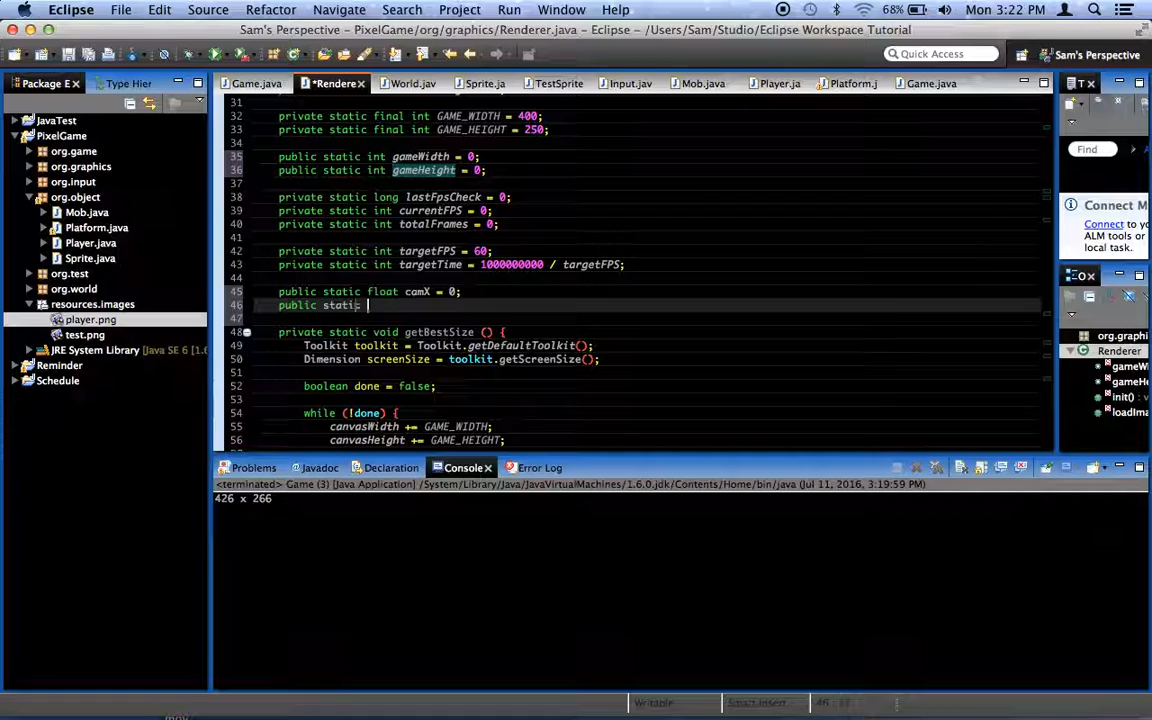 Eclipse File Edit Source Refactor Navigate Search Project Run Window Help 68% Mon 3:22 PM
Sam's Perspective - PixelGame/org/graphics/Renderer.java - Eclipse - /Users/Sam/Studio/Eclipse Workspace Tutorial
Quick Access Sam's Perspective
Package E Type Hier Game.java *Rendere World.jav Sprite.ja TestSprite Input.jav Mob.java Player.ja Platform.j Game.java T
JavaTest
PixelGame
org.game
org.graphics
org.input
org.object
Mob.java
Platform.java
Player.java
Sprite.java
org.test
org.world
resources.images
player.png
test.png
JRE System Library [JAVA SE 6 [1.6
Reminder
Schedule
31
32 private static final int GAME_WIDTH = 400;
33 private static final int GAME_HEIGHT = 250;
34
35 public static int gameWidth = 0;
36 public static int gameHeight = 0;
37
38 private static long lastFpsCheck = 0;
39 private static int currentFPS = 0;
40 private static int totalFrames = 0;
41
42 private static int targetFPS = 60;
43 private static int targetTime = 1000000000 / targetFPS;
44
45 public static float camX = 0;
46 public static
47
48 private static void getBestSize () {
49 Toolkit toolkit = Toolkit.getDefaultToolkit();
50 Dimension screenSize = toolkit.getScreenSize();
51
52 boolean done = false;
53
54 while (!done) {
55 canvasWidth += GAME_WIDTH;
56 canvasHeight += GAME_HEIGHT;
Find
Connect M
Connect to yo
ALM tools or
local task.
O
org.graphi
Renderer
gameWi
gameHe
init() : v
loadIma
Problems Javadoc Declaration Console Error Log
<terminated> Game (3) [Java Application] /System/Library/Java/JavaVirtualMachines/1.6.0.jdk/Contents/Home/bin/java (Jul 11, 2016, 3:19:59 PM)
426 x 266
Writable Smart Insert